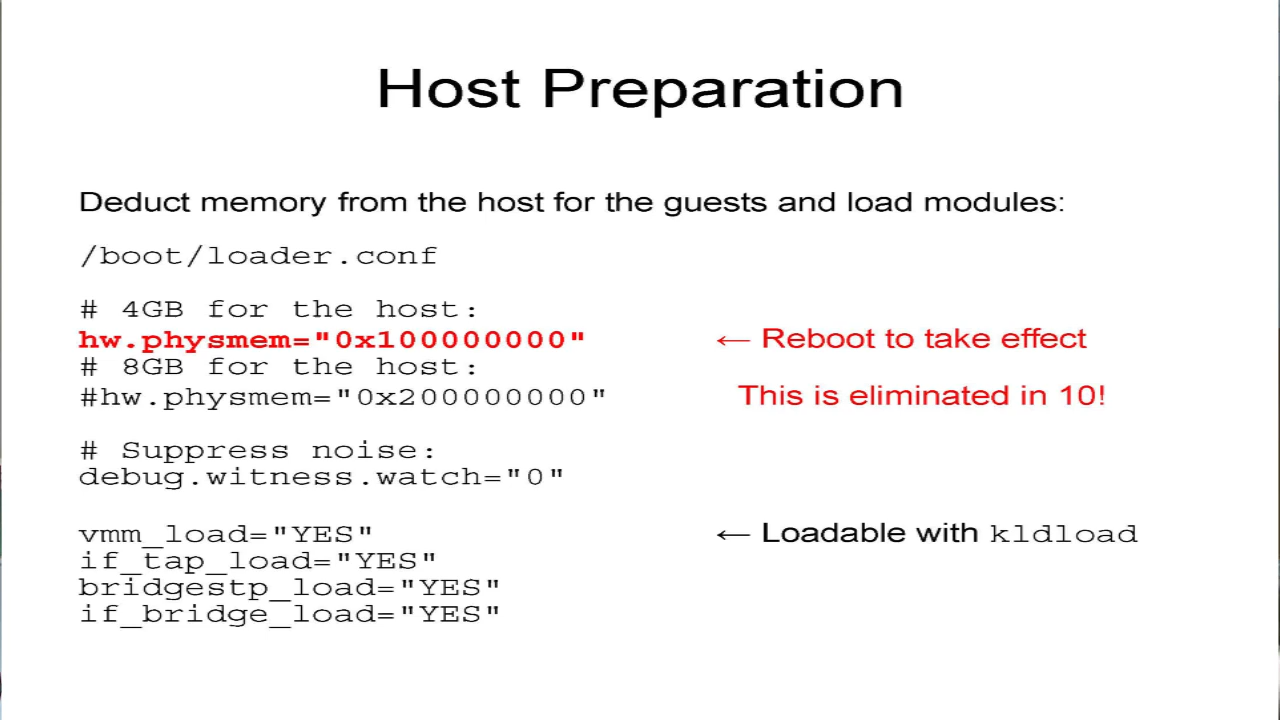 Host Preparation
Deduct memory from the host for the guests and load modules:
/boot/loader.conf
# 4GB for the host:
hw.physmem="0x100000000" ← Reboot to take effect
# 8GB for the host:
#hw.physmem="0x200000000" This is eliminated in 10!
# Suppress noise:
debug.witness.watch="0"
vmm_load="YES" ← Loadable with kldload
if_tap_load="YES"
bridgestp_load="YES"
if_bridge_load="YES"